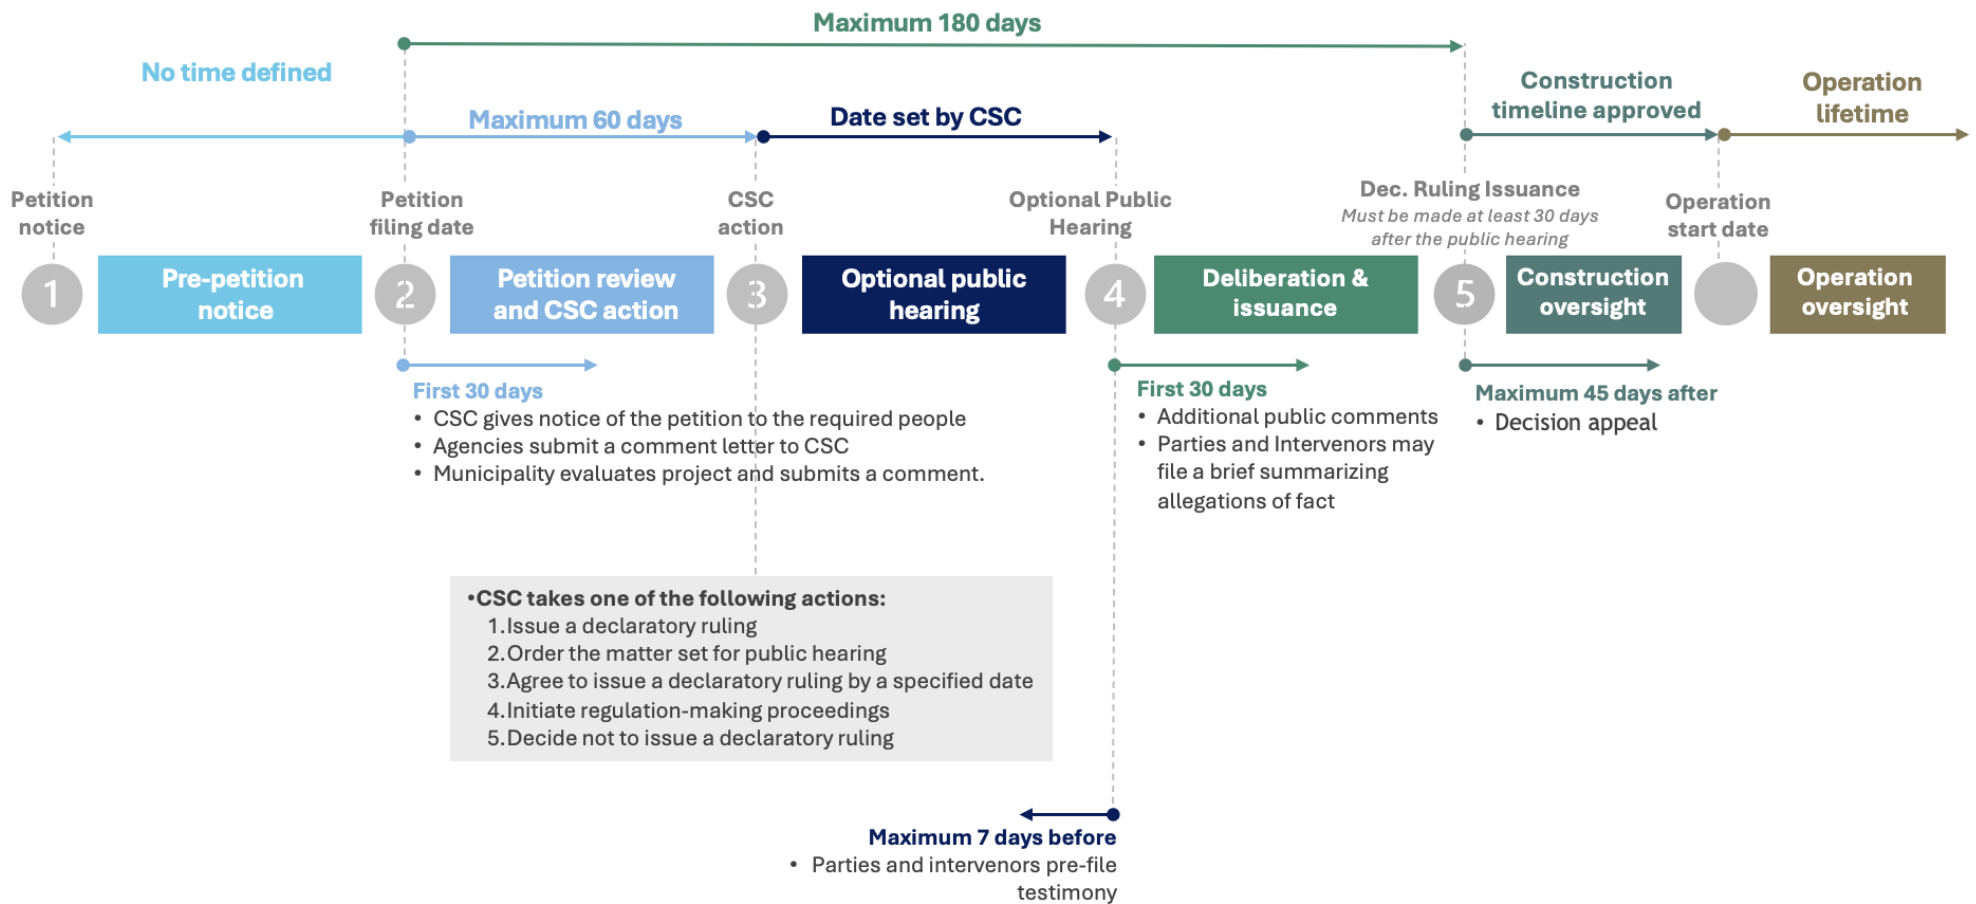 Maximum 180 days
No time defined
Maximum 60 days
Date set by CSC
Construction
timeline approved
Operation
lifetime
Petition
notice
Petition
filing date
CSC
action
Optional Public
Hearing
Dec. Ruling Issuance
Must be made at least 30 days
after the public hearing
Operation
start date
1
Pre-petition
notice
2
Petition review
and CSC action
3
Optional public
hearing
4
Deliberation &
issuance
5
Construction
oversight
Operation
oversight
First 30 days
• CSC gives notice of the petition to the required people
• Agencies submit a comment letter to CSC
• Municipality evaluates project and submits a comment.
First 30 days
• Additional public comments
• Parties and Intervenors may
file a brief summarizing
allegations of fact
Maximum 45 days after
• Decision appeal
•CSC takes one of the following actions:
1.Issue a declaratory ruling
2.Order the matter set for public hearing
3.Agree to issue a declaratory ruling by a specified date
4.Initiate regulation-making proceedings
5.Decide not to issue a declaratory ruling
Maximum 7 days before
• Parties and intervenors pre-file
testimony